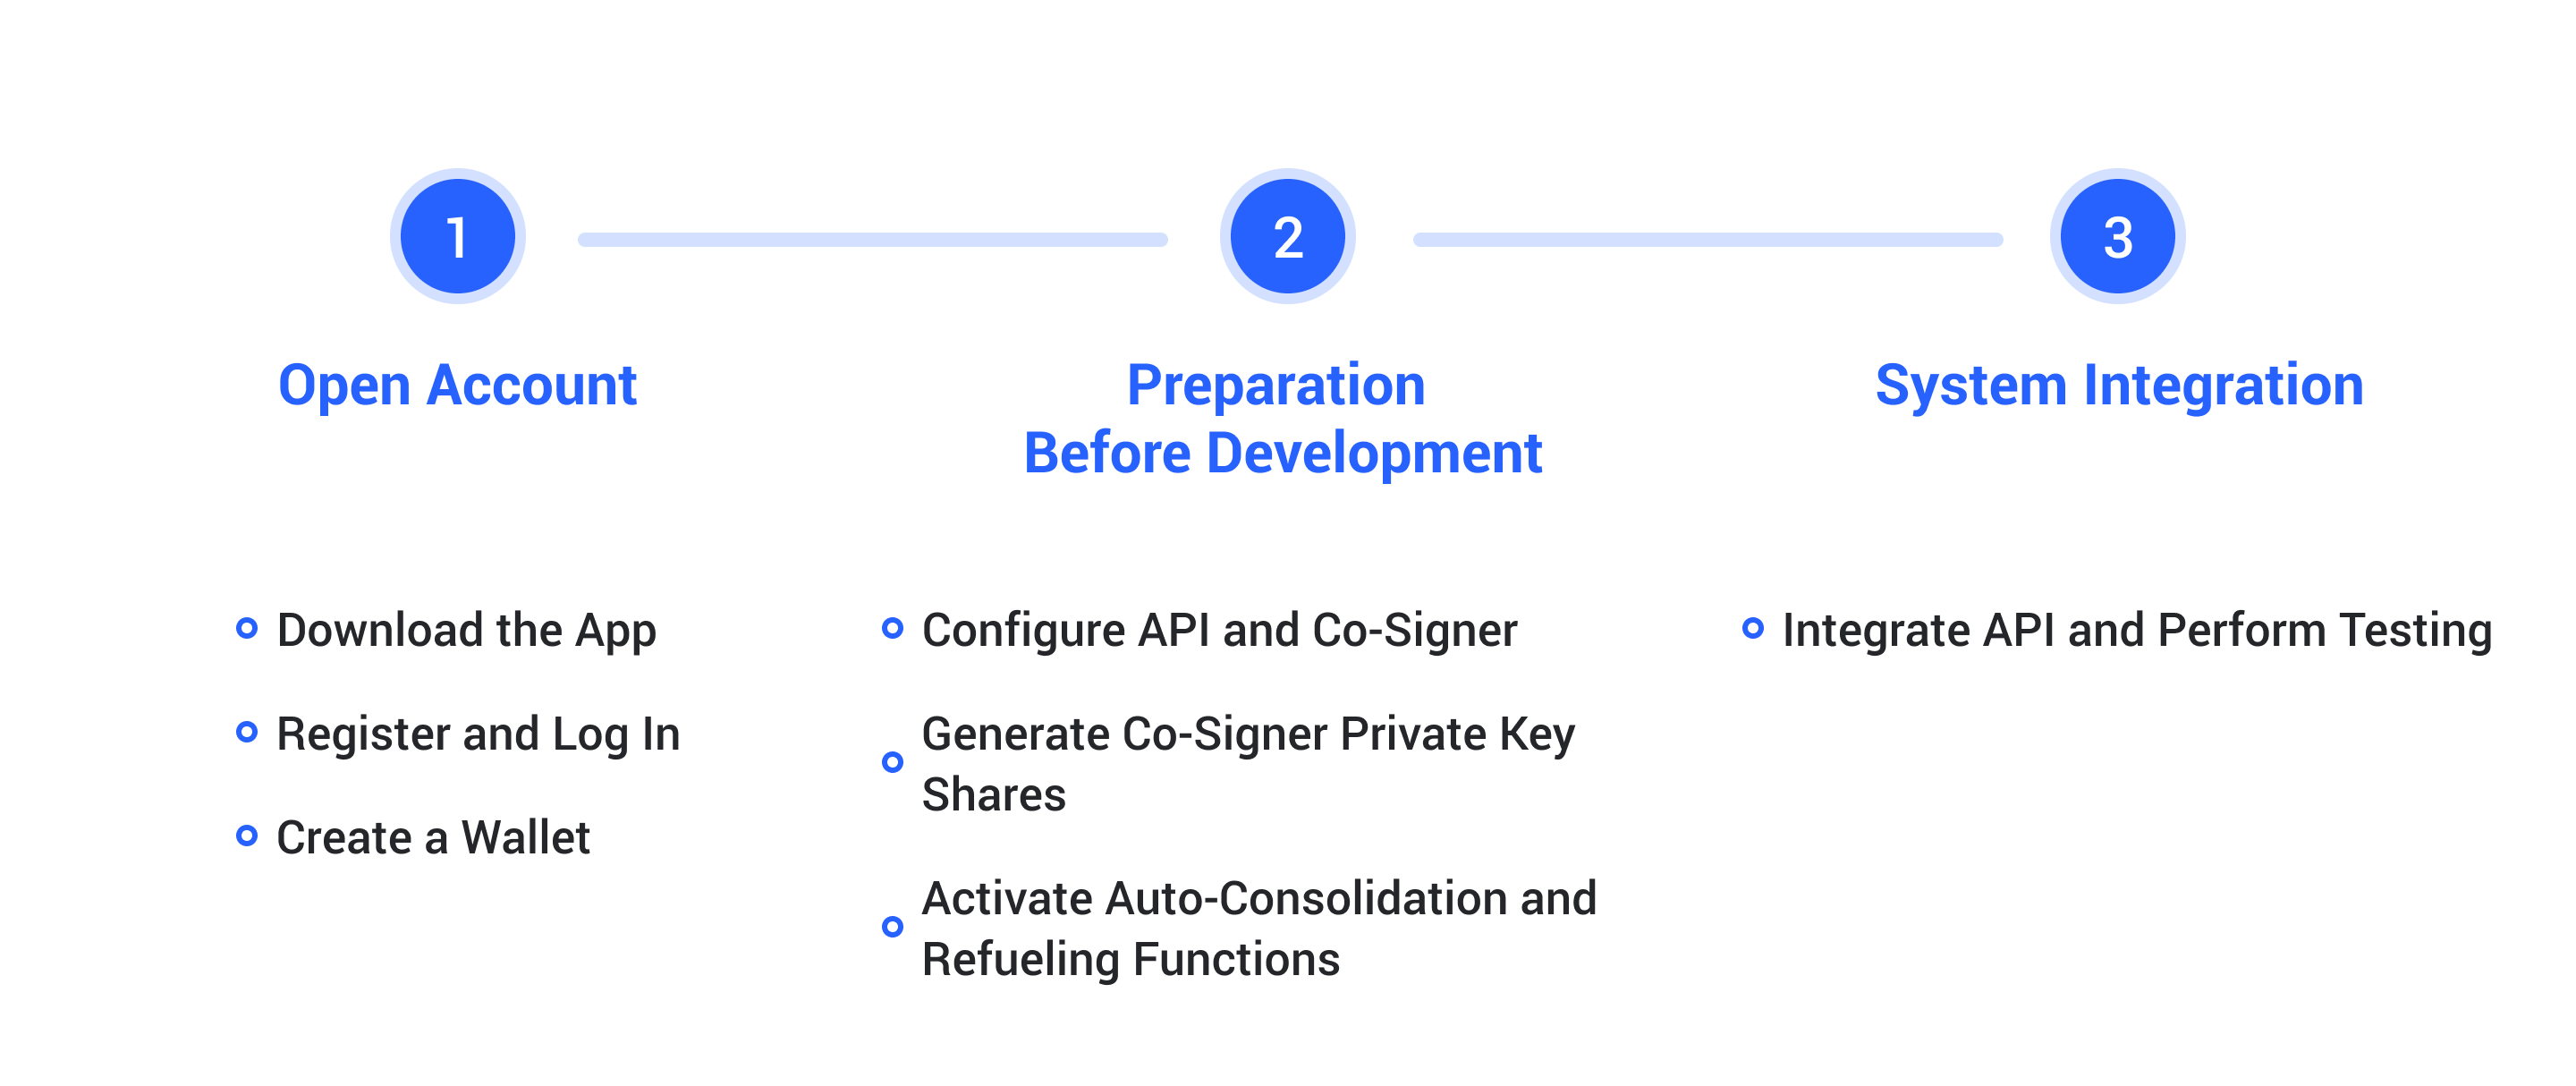 1
2
3
Open Account
Preparation
Before Development
System Integration
Download the App
Register and Log In
Create a Wallet
Configure API and Co-Signer
Generate Co-Signer Private Key
Shares
Activate Auto-Consolidation and
Refueling Functions
Integrate API and Perform Testing